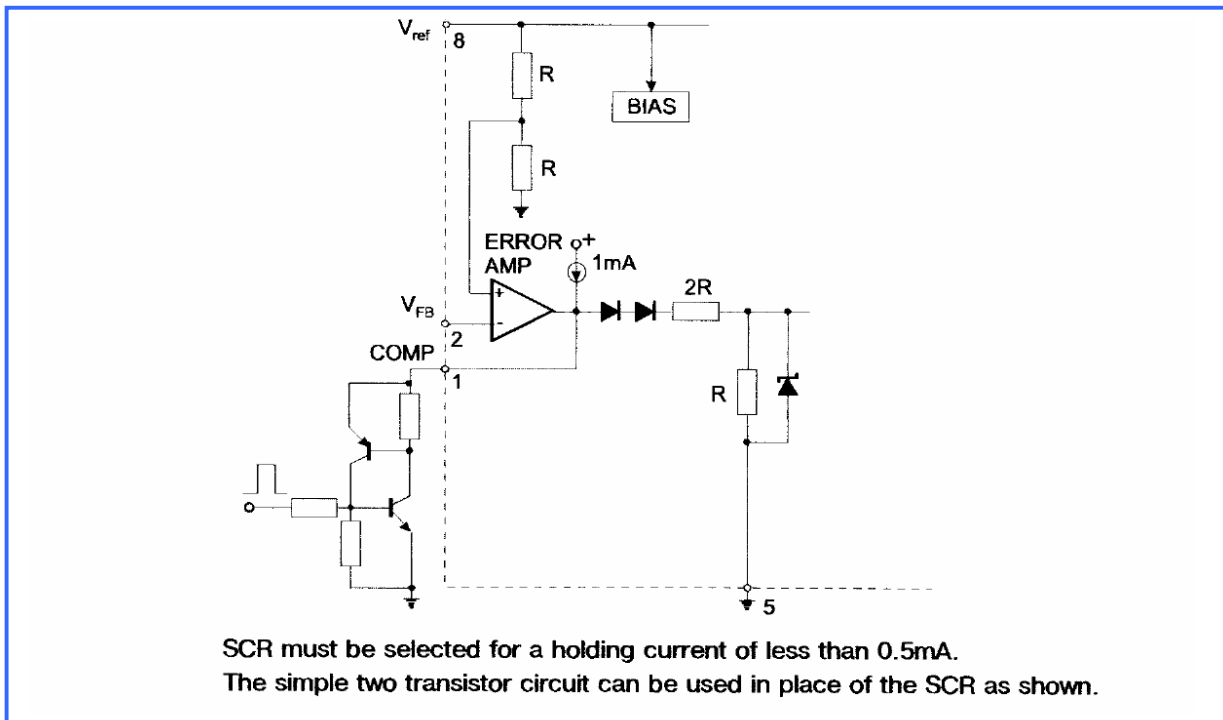 Vref
8
R
BIAS
R
ERROR
AMP
+
1mA
2R
+
-
VFB
2
COMP
1
R
5
SCR must be selected for a holding current of less than 0.5mA.
The simple two transistor circuit can be used in place of the SCR as shown.